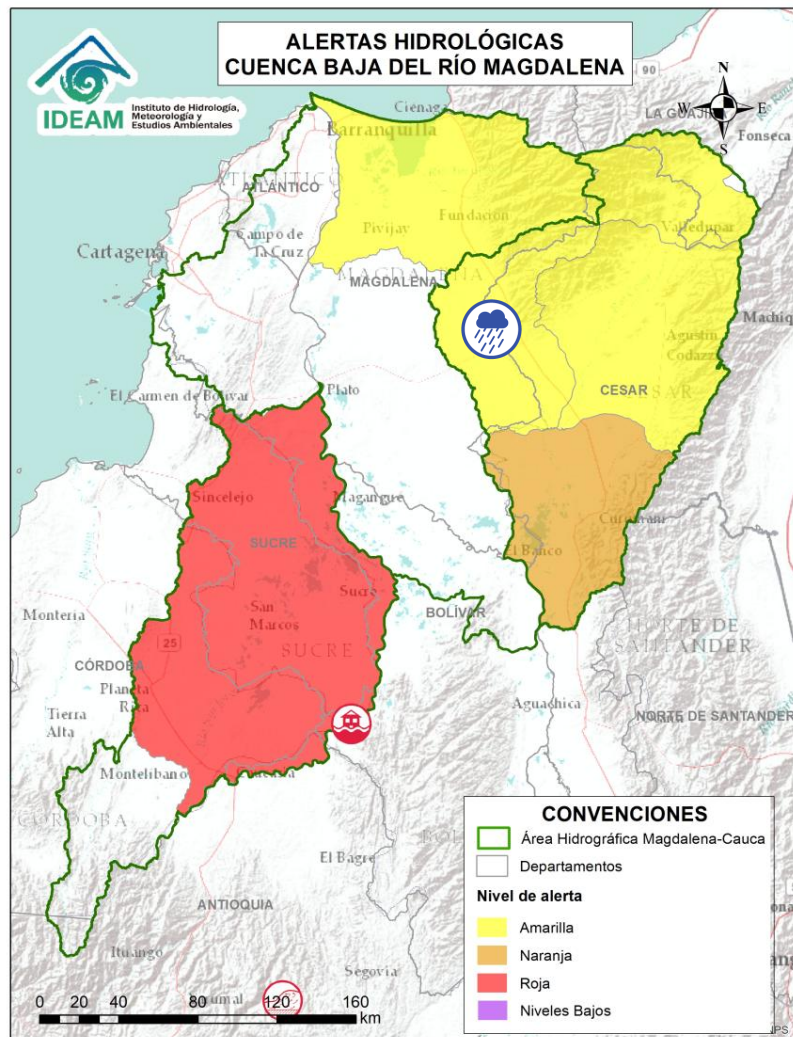 ALERTAS HIDROLÓGICAS
CUENCA BAJA DEL RÍO MAGDALENA
IDEAM
Instituto de Hidrología,
Meteorología y
Estudios Ambientales
N
W
E
S
90
Ciénaga
Barranquilla
LA GUAJIRA
Fonseca
ATLÁNTICO
Valledupar
Pivijay
Fundación
Campo de
la Cruz
Cartagena
MAGDALENA
Agustín
Codazzi
CESAR
El Carmen de Bolívar
Plato
Sincelejo
Magangue
SUCRE
El Banco
Sucre
San
Marcos
BOLÍVAR
SUCRE
Montería
25
NORTE DE
SANTANDER
CÓRDOBA
Planeta
Rica
Tierra
Alta
Aguachica
NORTE DE SANTANDER
Montelibano
CORDOBA
El Bagre
ANTIOQUIA
Ituango
Segovia
0 20 40 80 120 160
km
CONVENCIONES
Área Hidrográfica Magdalena-Cauca
Departamentos
Nivel de alerta
Amarilla
Naranja
Roja
Niveles Bajos